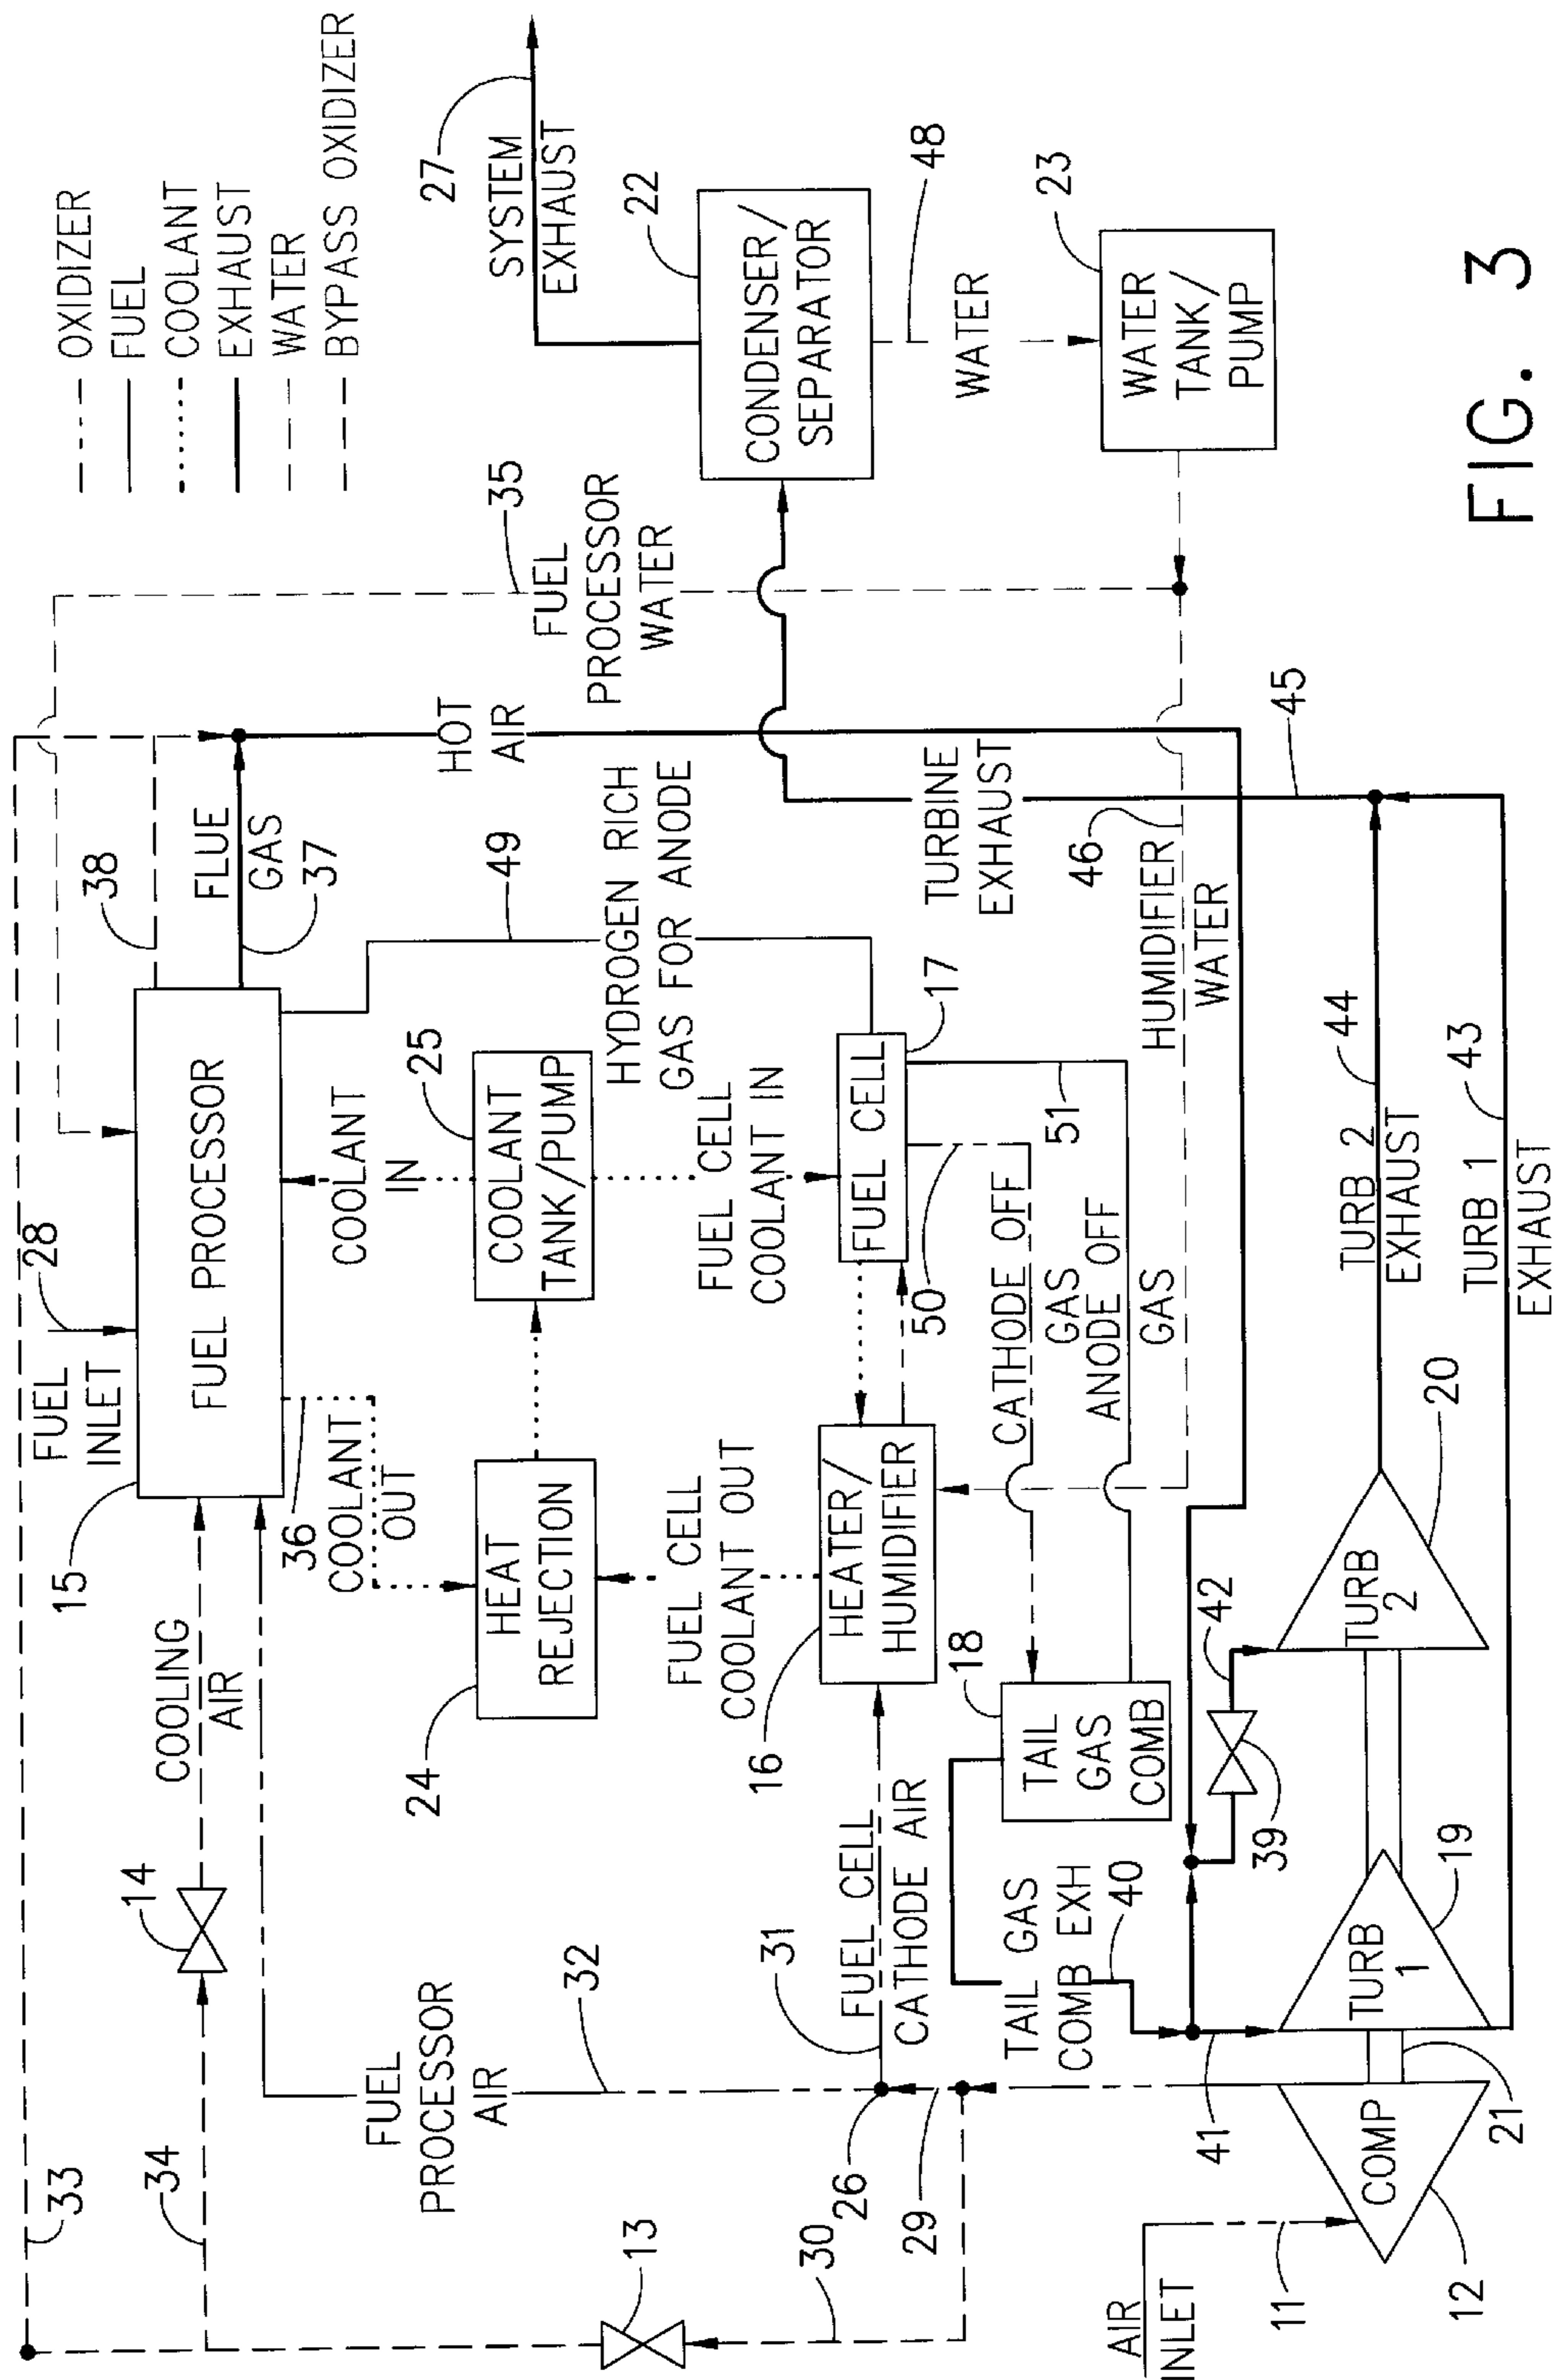 OXIDIZER
FUEL
COOLANT
EXHAUST
WATER
BYPASS OXIDIZER
33
34
14
COOLING
AIR
15
FUEL
INLET
28
FUEL PROCESSOR
38
FLUE
GAS
37
35
FUEL
PROCESSOR
WATER
HOT
AIR
27
SYSTEM
EXHAUST
13
30
FUEL
PROCESSOR
AIR
32
36
COOLANT
OUT
COOLANT
IN
24
HEAT
REJECTION
25
COOLANT
TANK/PUMP
49
HYDROGEN RICH
GAS FOR ANODE
22
CONDENSER/
SEPARATOR
48
WATER
23
WATER
TANK/
PUMP
26
29
31
FUEL CELL
CATHODE AIR
16
FUEL CELL
COOLANT OUT
HEATER/
HUMIDIFIER
FUEL CELL
COOLANT IN
17
FUEL CELL
50
51
CATHODE OFF
GAS
ANODE OFF
GAS
TURBINE
EXHAUST
46
HUMIDIFIER
WATER
45
TAIL GAS
COMB EXH
40
18
TAIL
GAS
COMB
41
39
42
AIR
INLET
11
12
COMP
21
TURB
1
19
TURB
2
20
TURB 2
EXHAUST
44
TURB 1
EXHAUST
43
FIG. 3